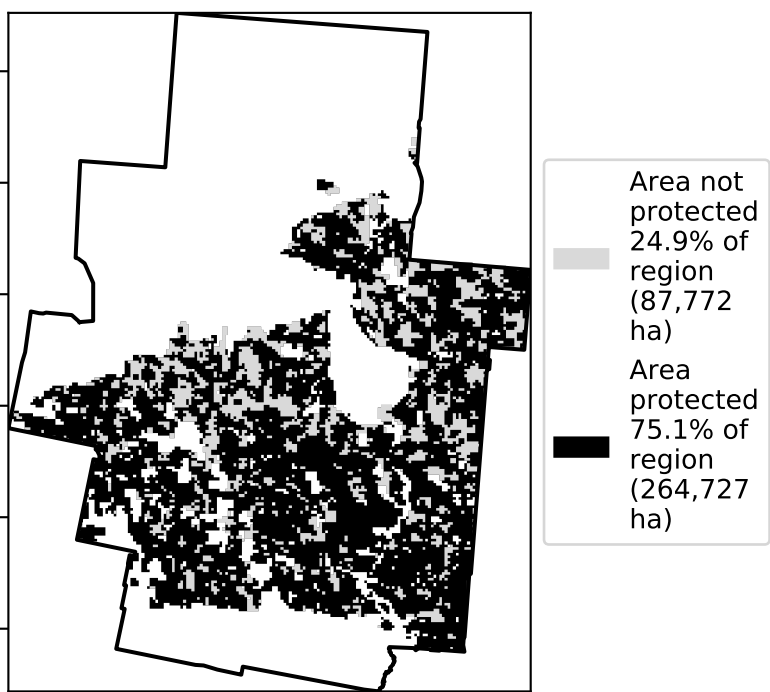 Area not
protected
24.9% of
region
(87,772
ha)
Area
protected
75.1% of
region
(264,727
ha)